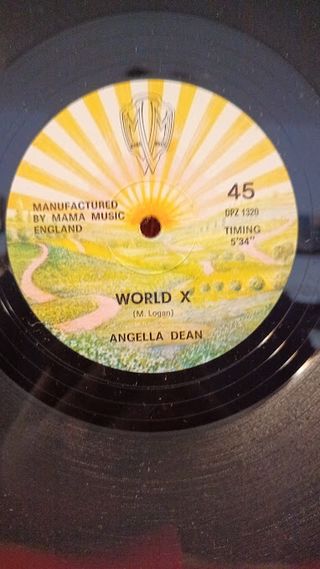 MANUFACTURED
BY MAMA MUSIC
ENGLAND
45
DPZ 1320
TIMING
5'34"
WORLD X
(M. Logan)
ANGELLA DEAN